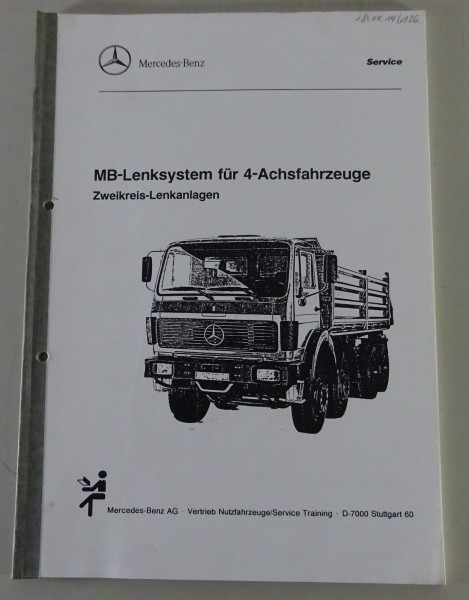 Mercedes-Benz
Service
MB-Lenksystem für 4-Achsfahrzeuge
Zweikreis-Lenkanlagen
Mercedes-Benz AG · Vertrieb Nutzfahrzeuge/Service Training · D-7000 Stuttgart 60